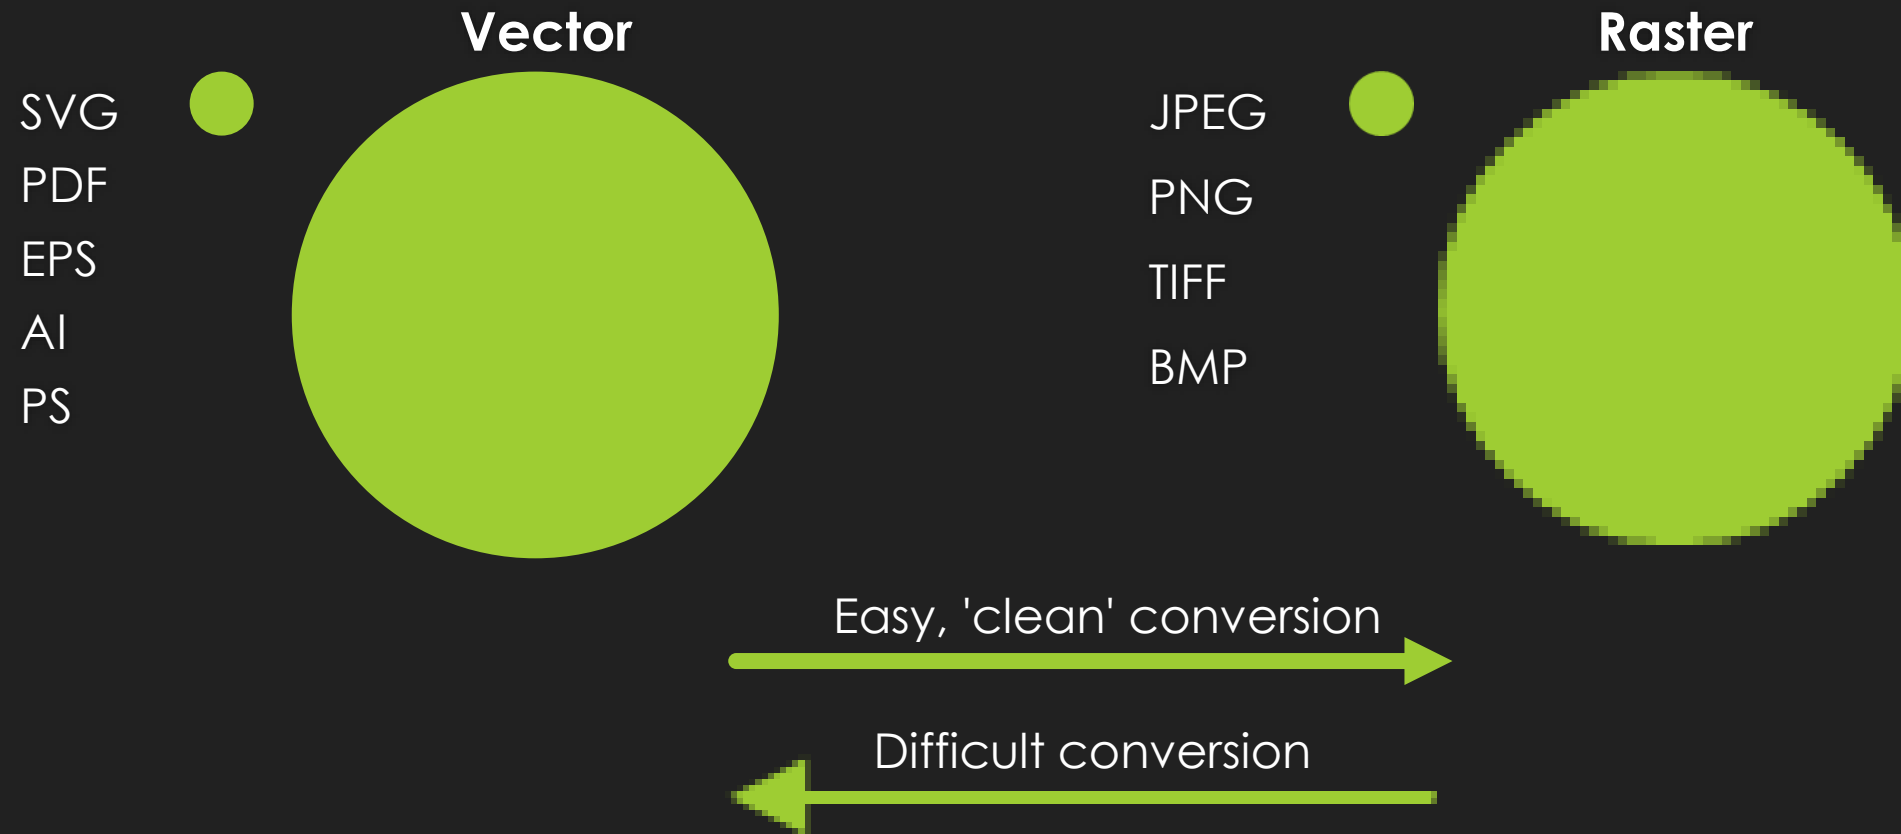 Vector
SVG
PDF
EPS
AI
PS
Raster
JPEG
PNG
TIFF
BMP
Easy, 'clean' conversion
Difficult conversion